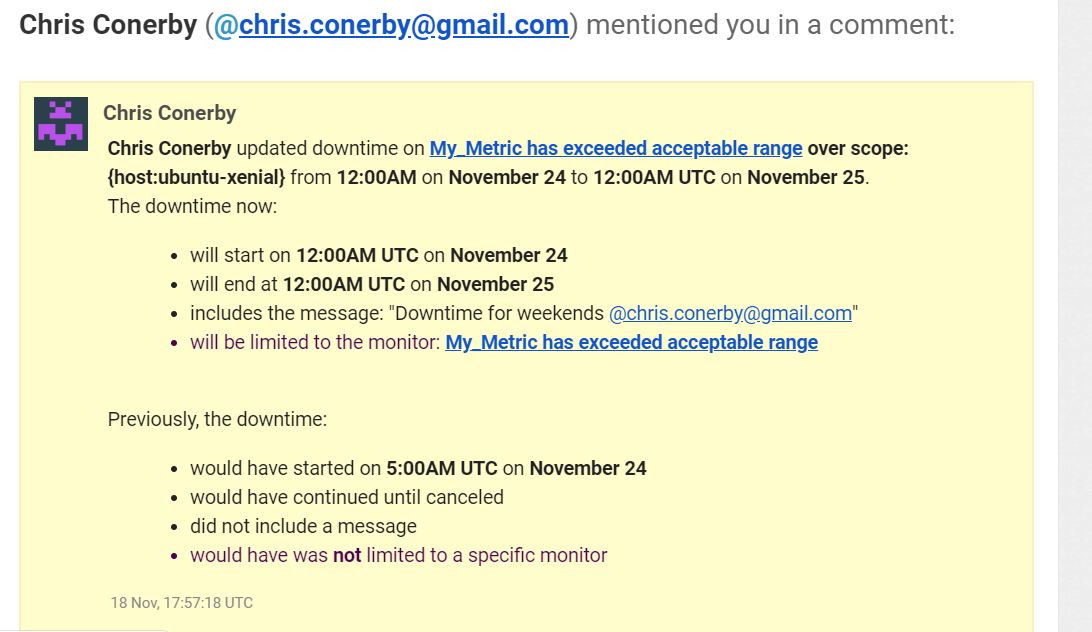 Chris Conerby (@chris.conerby@gmail.com) mentioned you in a comment:
Chris Conerby
Chris Conerby updated downtime on My_Metric has exceeded acceptable range over scope:
{host:ubuntu-xenial} from 12:00AM on November 24 to 12:00AM UTC on November 25.
The downtime now:
• will start on 12:00AM UTC on November 24
• will end at 12:00AM UTC on November 25
• includes the message: "Downtime for weekends @chris.conerby@gmail.com"
• will be limited to the monitor: My_Metric has exceeded acceptable range
Previously, the downtime:
• would have started on 5:00AM UTC on November 24
• would have continued until canceled
• did not include a message
• would have was not limited to a specific monitor
18 Nov, 17:57:18 UTC